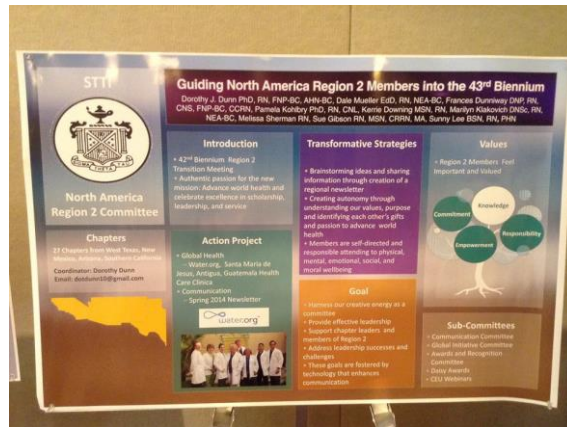 STTI
North America
Region 2 Committee
Chapters
37 Chapters from West Texas, New
Mexico, Arizona, Southern California
Coordinator: Dorothy Dunn
Guiding North America Region 2 Members into the 43rd Biennium
Dorothy J. Dunn PhD, RN, FNP-BC, AHN-BC, Dale Mueller EdD, RN, NEA-BC, Frances Dunniway DNP, RN,
CNS, FNP-BC, CCRN, Pamela Kohlbry PhD, RN, CNL, Kerrie Downing MSN, RN, Marilyn Klakovich DNSc, RN,
NEA-BC, Melissa Sherman RN, Sue Gibson RN, MSN, CRRN, MA, Sunny Lee BSN, RN, PHN
Introduction
• 42nd Biennium Region 2
Transition Meeting
• Authentic passion for the new
mission: Advance world health and
celebrate excellence in scholarship,
leadership, and service
Action Project
• Global Health
– Water.org, Santa Maria de
Jesus, Antigua, Guatemala Health
Care Clinica
• Communication
– Spring 2014 Newsletter
water.org
Transformative Strategies
• Brainstorming ideas and sharing
information through creation of a
regional newsletter
• Creating autonomy through
understanding our values, purpose
and identifying each other's gifts
and passion to advance world
health
• Members are self-directed and
responsible attending to physical,
mental, emotional, social, and
moral wellbeing
Goal
• Harness our creative energy as a
committee
• Provide effective leadership
• Support chapter leaders and
members of Region 2
• Address leadership successes and
challenges
• These goals are fostered by
technology that enhances
communication
Values
• Region 2 Members Feel
Important and Valued
Knowledge
Commitment
Responsibility
Empowerment
Sub-Committees
• Communication Committee
• Global Initiative Committee
• Awards and Recognition
Committee
• Daisy Awards
• CEU Webinars